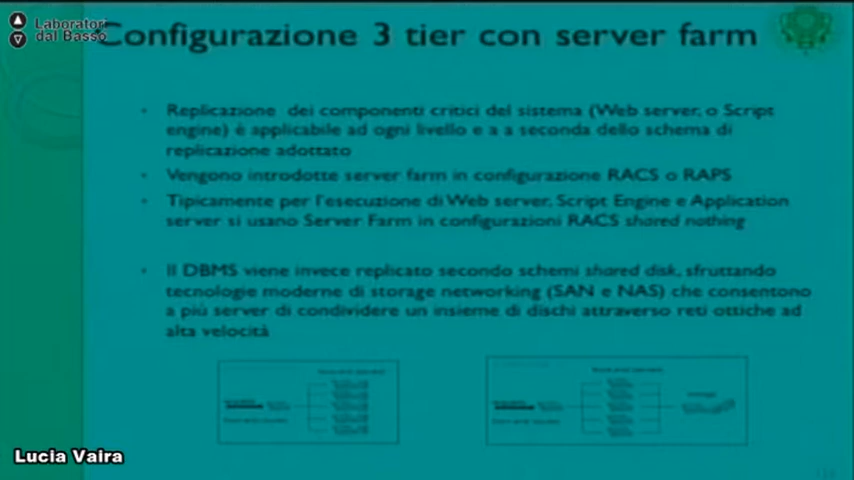 Laboratori
dal Basso
Configurazione 3 tier con server farm
Replicazione dei componenti critici del sistema (Web server, o Script
engine) è applicabile ad ogni livello e a a seconda dello schema di
replicazione adottato
Vengono introdotte server farm in configurazione RACS o RAPS
Tipicamente per l'esecuzione di Web server, Script Engine e Application
server si usano Server Farm in configurazioni RACS shared nothing
Il DBMS viene invece replicato secondo schemi shared disk, sfruttando
tecnologie moderne di storage networking (SAN e NAS) che consentono
a più server di condividere un insieme di dischi attraverso reti ottiche ad
alta velocità
Lucia Vaira